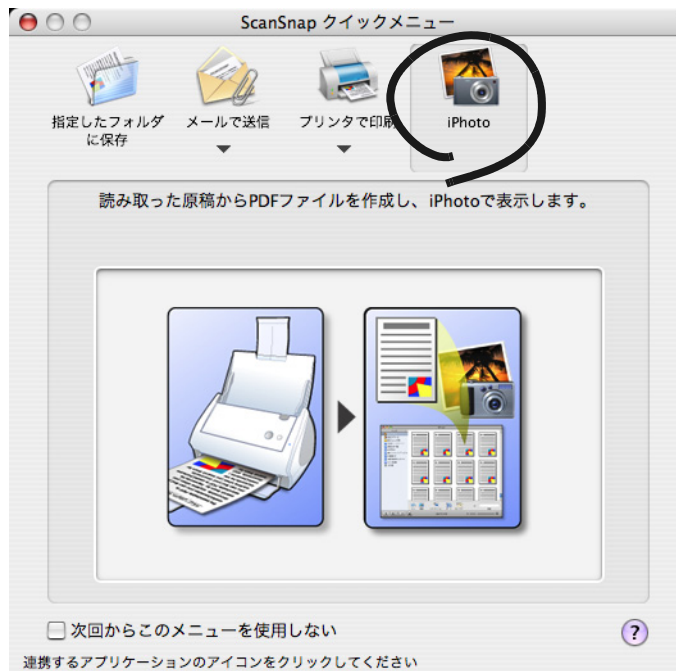 ScanSnap クイックメニュー
指定したフォルダ
に保存
メールで送信
プリンタで印刷
iPhoto
読み取った原稿からPDFファイルを作成し、iPhotoで表示します。
次回からこのメニューを使用しない
?
連携するアプリケーションのアイコンをクリックしてください